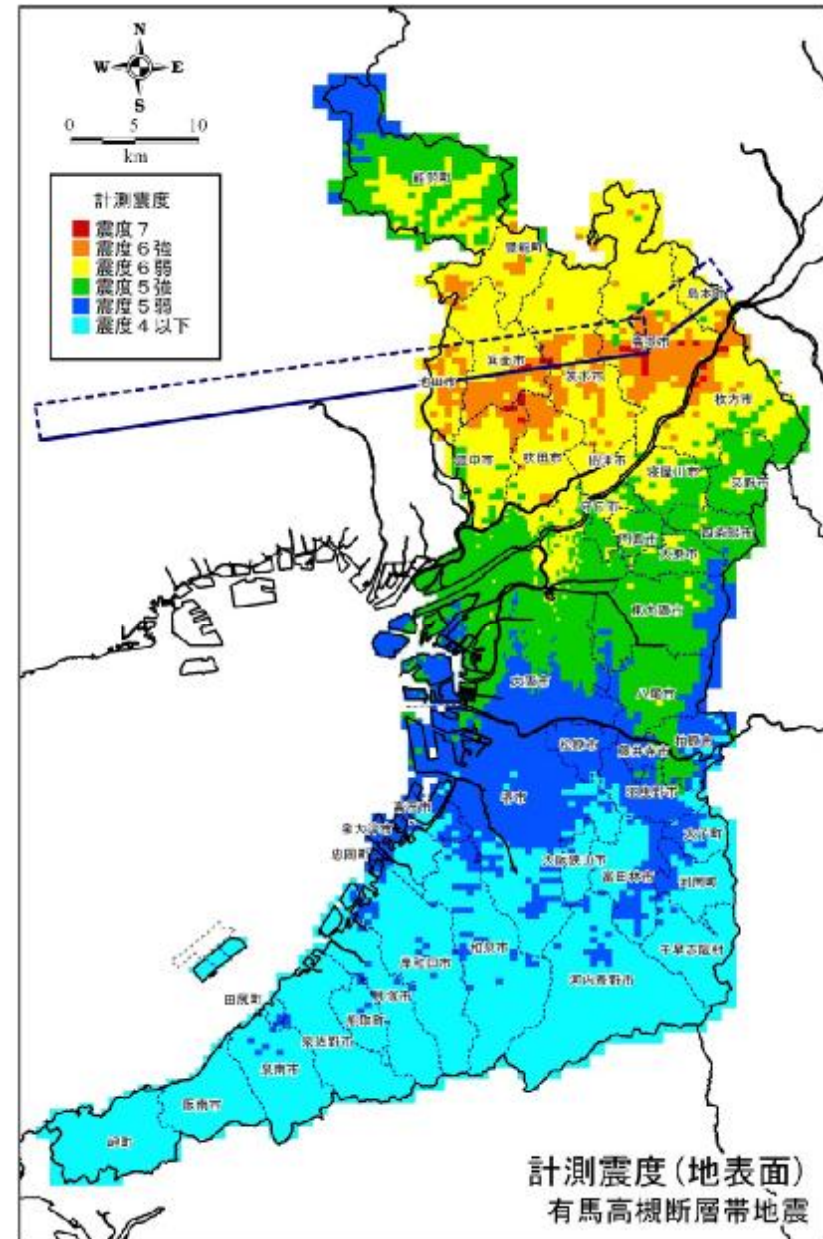 N
W E
S
0 5 10
km
計測震度
震度7
震度6強
震度6弱
震度5強
震度5弱
震度4以下
能勢町
豊能町
島本町
高槻市
箕面市
茨木市
池田市
枚方市
豊中市
吹田市
摂津市
寝屋川市
交野市
守口市
門真市
四條畷市
大東市
東大阪市
大阪市
八尾市
松原市
藤井寺市
柏原市
羽曳野市
堺市
高石市
泉大津市
忠岡町
太子町
大阪狭山市
富田林市
河南町
千早赤阪村
和泉市
岸和田市
河内長野市
貝塚市
田尻町
熊取町
泉佐野市
泉南市
阪南市
岬町
計測震度(地表面)
有馬高槻断層帯地震